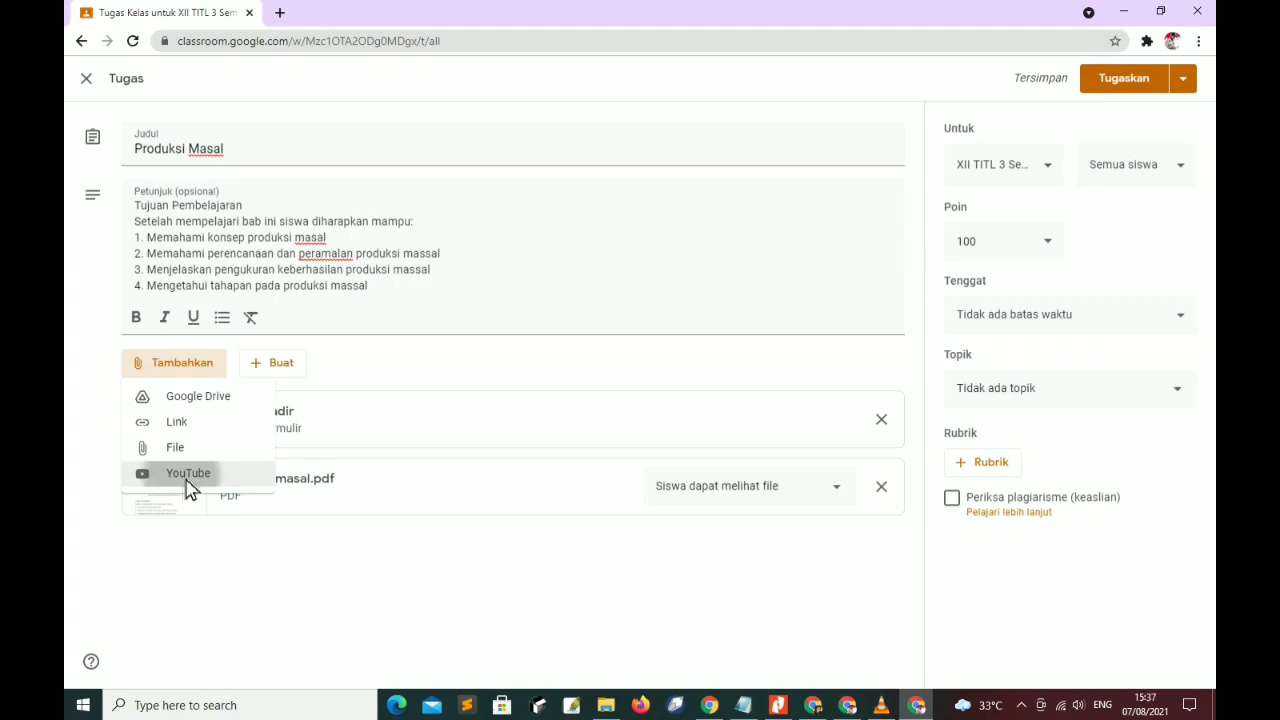 Tugas Kelas untuk XII TITL 3 Sem
classroom.google.com/w/Mzc1OTA2ODg0MDgx/t/all
Tugas
Tersimpan
Tugaskan
Judul
Produksi Masal
Petunjuk (opsional)
Tujuan Pembelajaran
Setelah mempelajari bab ini siswa diharapkan mampu:
1. Memahami konsep produksi masal
2. Memahami perencanaan dan peramalan produksi massal
3. Menjelaskan pengukuran keberhasilan produksi massal
4. Mengetahui tahapan pada produksi massal
B I U
Tambahkan
Buat
Google Drive
Link
File
YouTube
adir
mulir
masal.pdf
PDF
Siswa dapat melihat file
Untuk
XII TITL 3 Se...
Semua siswa
Poin
100
Tenggat
Tidak ada batas waktu
Topik
Tidak ada topik
Rubrik
Rubrik
Periksa plagiarisme (keaslian)
Pelajari lebih lanjut
Type here to search
33°C
ENG
15:37
07/08/2021